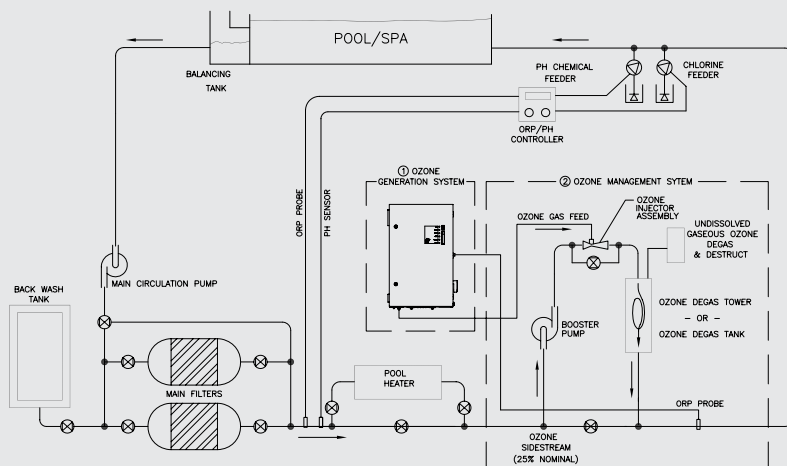 POOL/SPA
BALANCING
TANK
PH CHEMICAL
FEEDER
CHLORINE
FEEDER
ORP/PH
CONTROLLER
ORP PROBE
PH SENSOR
1 OZONE
GENERATION SYSTEM
2 OZONE MANAGEMENT SYTEM
OZONE GAS FEED
OZONE
INJECTOR
ASSEMBLY
UNDISSOLVED
GASEOUS OZONE
DEGAS
& DESTRUCT
MAIN CIRCULATION PUMP
BACK WASH
TANK
BOOSTER
PUMP
OZONE DEGAS TOWER
– OR –
OZONE DEGAS TANK
MAIN FILTERS
POOL
HEATER
ORP PROBE
OZONE
SIDESTREAM
(25% NOMINAL)